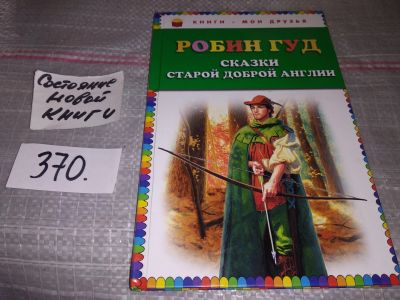 Состояние
новой
книги
370.
КНИГИ - МОИ ДРУЗЬЯ
РОБИН ГУД
СКАЗКИ
СТАРОЙ ДОБРОЙ АНГЛИИ